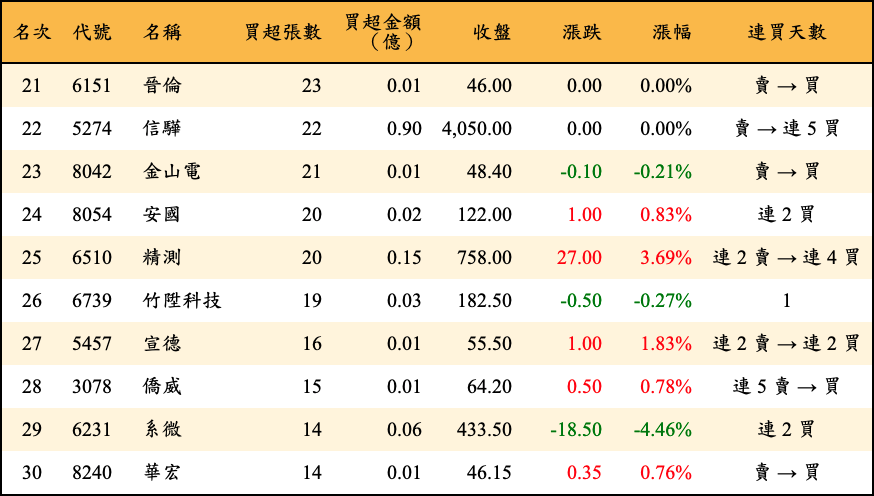 名次 代號 名稱 買超張數 買超金額（億） 收盤 漲跌 漲幅 連買天數
21 6151 晉倫 23 0.01 46.00 0.00 0.00% 賣 → 買
22 5274 信驊 22 0.90 4,050.00 0.00 0.00% 賣 → 連 5 買
23 8042 金山電 21 0.01 48.40 -0.10 -0.21% 賣 → 買
24 8054 安國 20 0.02 122.00 1.00 0.83% 連 2 買
25 6510 精測 20 0.15 758.00 27.00 3.69% 連 2 賣 → 連 4 買
26 6739 竹陞科技 19 0.03 182.50 -0.50 -0.27% 1
27 5457 宣德 16 0.01 55.50 1.00 1.83% 連 2 賣 → 連 2 買
28 3078 僑威 15 0.01 64.20 0.50 0.78% 連 5 賣 → 買
29 6231 系微 14 0.06 433.50 -18.50 -4.46% 連 2 買
30 8240 華宏 14 0.01 46.15 0.35 0.76% 賣 → 買